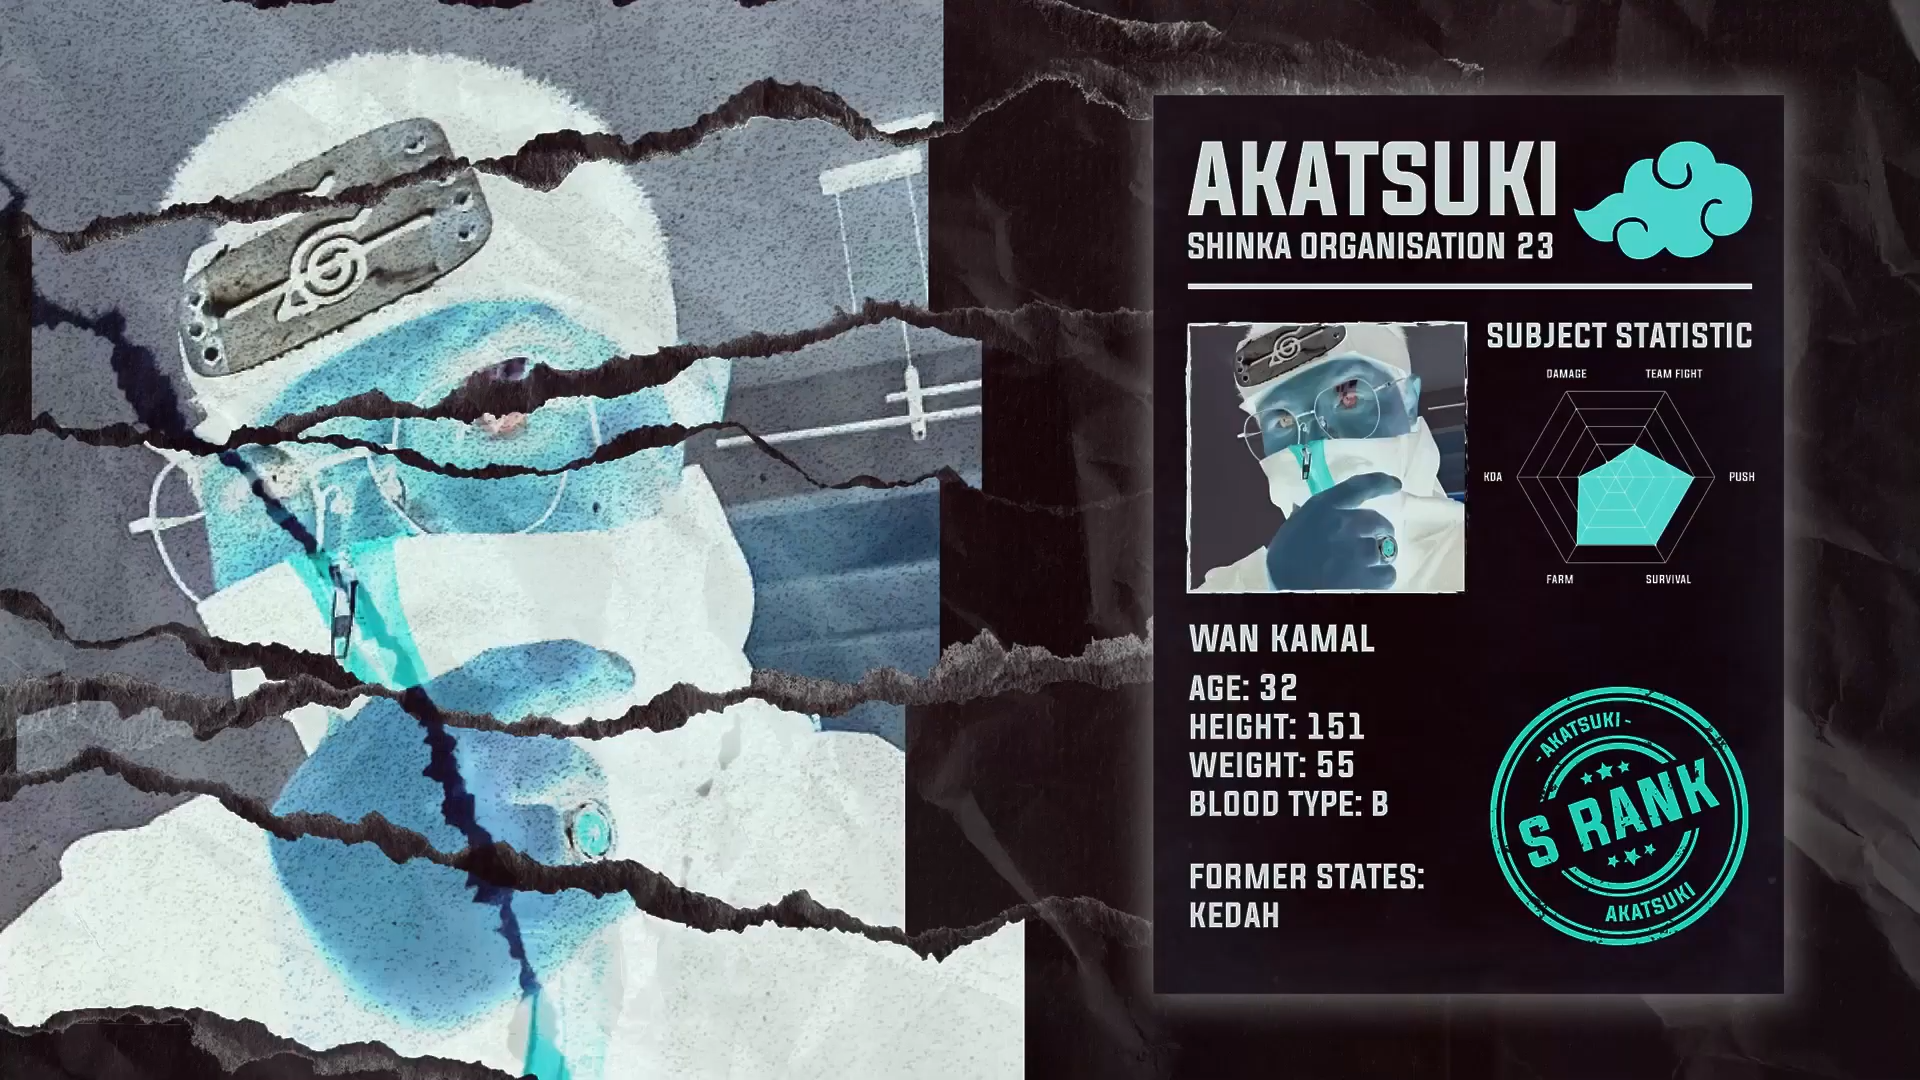 AKATSUKI
SHINKA ORGANISATION 23
SUBJECT STATISTIC
DAMAGE
TEAM FIGHT
KDA
PUSH
FARM
SURVIVAL
WAN KAMAL
AGE: 32
HEIGHT: 151
WEIGHT: 55
BLOOD TYPE: B
FORMER STATES:
KEDAH
- AKATSUKI -
S RANK
AKATSUKI